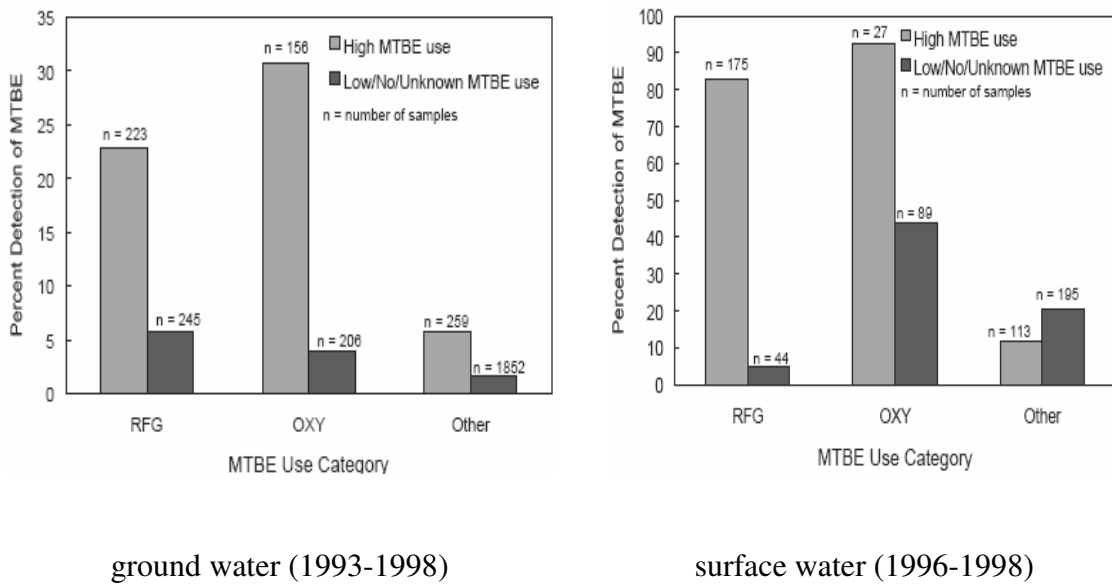 35
30
25
20
15
10
5
0
Percent Detection of MTBE
High MTBE use
Low/No/Unknown MTBE use
n = number of samples
n = 223
n = 245
n = 156
n = 206
n = 259
n = 1852
RFG OXY Other
MTBE Use Category
100
90
80
70
60
50
40
30
20
10
0
Percent Detection of MTBE
High MTBE use
Low/No/Unknown MTBE use
n = number of samples
n = 175
n = 44
n = 27
n = 89
n = 113
n = 195
RFG OXY Other
MTBE Use Category
ground water (1993-1998)
surface water (1996-1998)